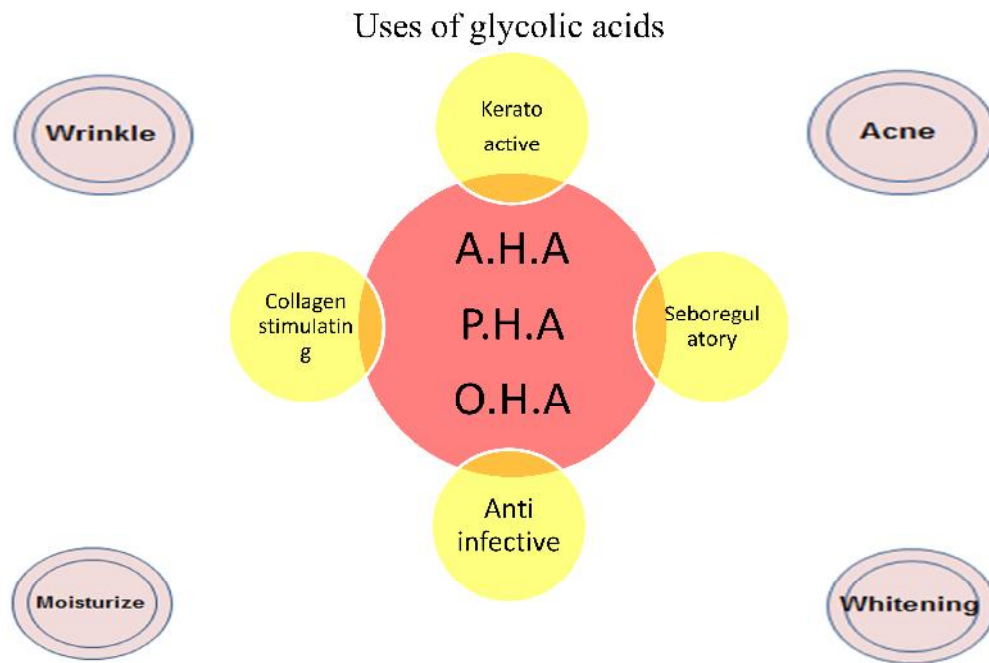 Uses of glycolic acids
Wrinkle
Kerato
active
Acne
A.H.A
P.H.A
O.H.A
Collagen
stimulatin
g
Seboregul
atory
Anti
infective
Moisturize
Whitening